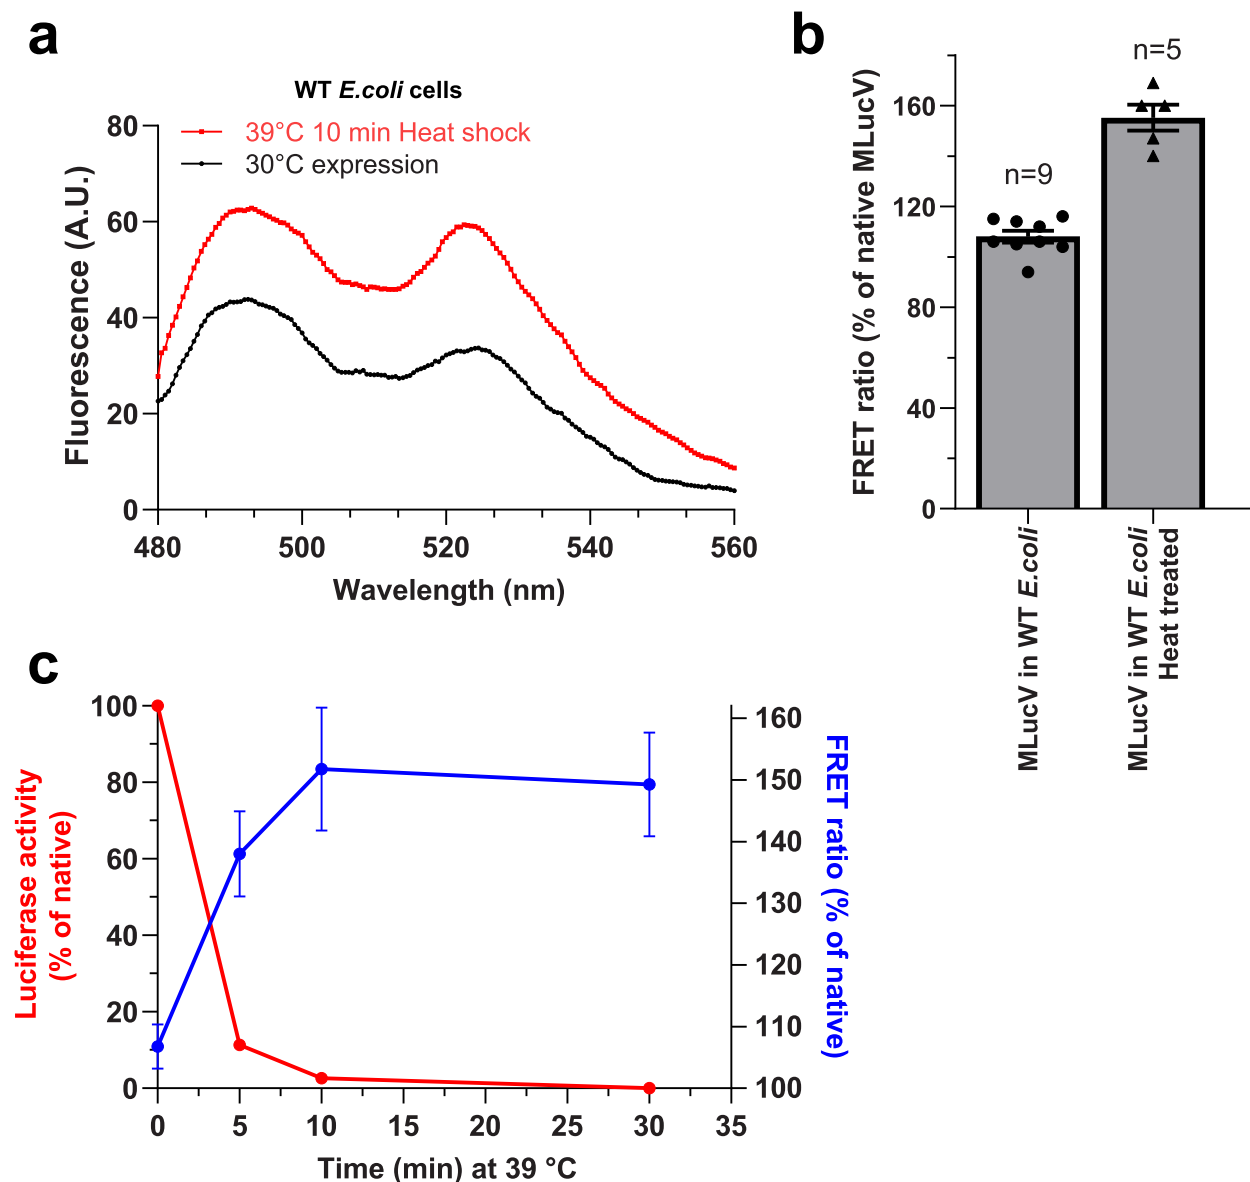 a
WT E.coli cells
39°C 10 min Heat shock
30°C expression
Fluorescence (A.U.)
80
60
40
20
0
480 500 520 540 560
Wavelength (nm)
b
FRET ratio (% of native MLucV)
160
120
80
40
0
n=9
n=5
MLucV in WT E.coli
MLucV in WT E.coli
Heat treated
c
Luciferase activity
(% of native)
100
80
60
40
20
0
160
150
140
130
120
110
100
FRET ratio (% of native)
0 5 10 15 20 25 30 35
Time (min) at 39 °C